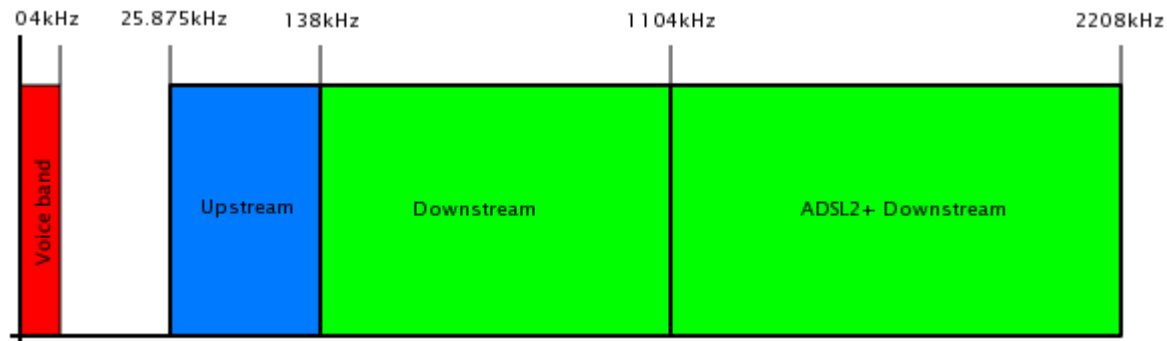 04kHz 25.875kHz 138kHz 1104kHz 2208kHz
Voice band
Upstream
Downstream
ADSL2+ Downstream